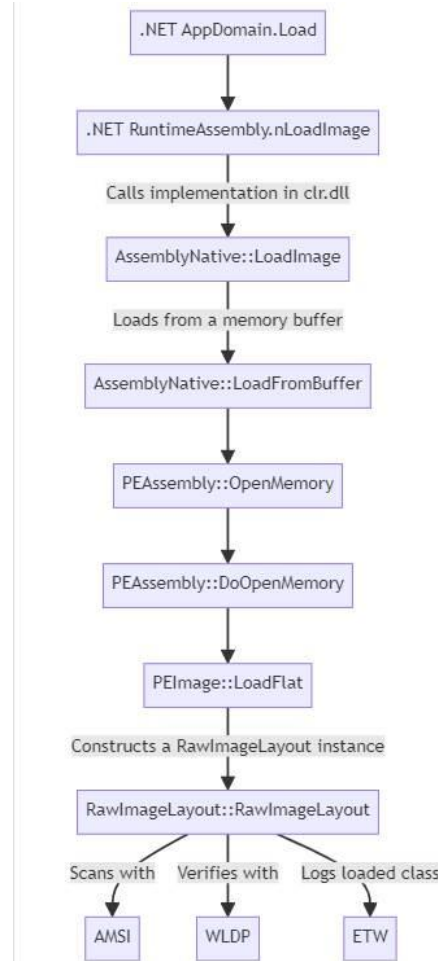 .NET AppDomain.Load
.NET RuntimeAssembly.nLoadImage
Calls implementation in clr.dll
AssemblyNative::LoadImage
Loads from a memory buffer
AssemblyNative::LoadFromBuffer
PEAssembly::OpenMemory
PEAssembly::DoOpenMemory
PEImage::LoadFlat
Constructs a RawImageLayout instance
RawImageLayout::RawImageLayout
Scans with Verifies with Logs loaded class
AMSI WLDP ETW